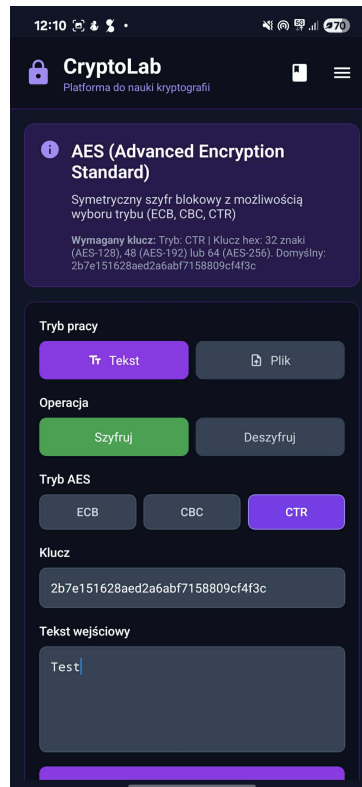 12:10
5G
70
CryptoLab
Platforma do nauki kryptografii
AES (Advanced Encryption
Standard)
Symetryczny szyfr blokowy z możliwością
wyboru trybu (ECB, CBC, CTR)
Wymagany klucz: Tryb: CTR | Klucz hex: 32 znaki
(AES-128), 48 (AES-192) lub 64 (AES-256). Domyślny:
2b7e151628aed2a6abf7158809cf4f3c
Tryb pracy
Tekst
Plik
Operacja
Szyfruj
Deszyfruj
Tryb AES
ECB
CBC
CTR
Klucz
2b7e151628aed2a6abf7158809cf4f3c
Tekst wejściowy
Test